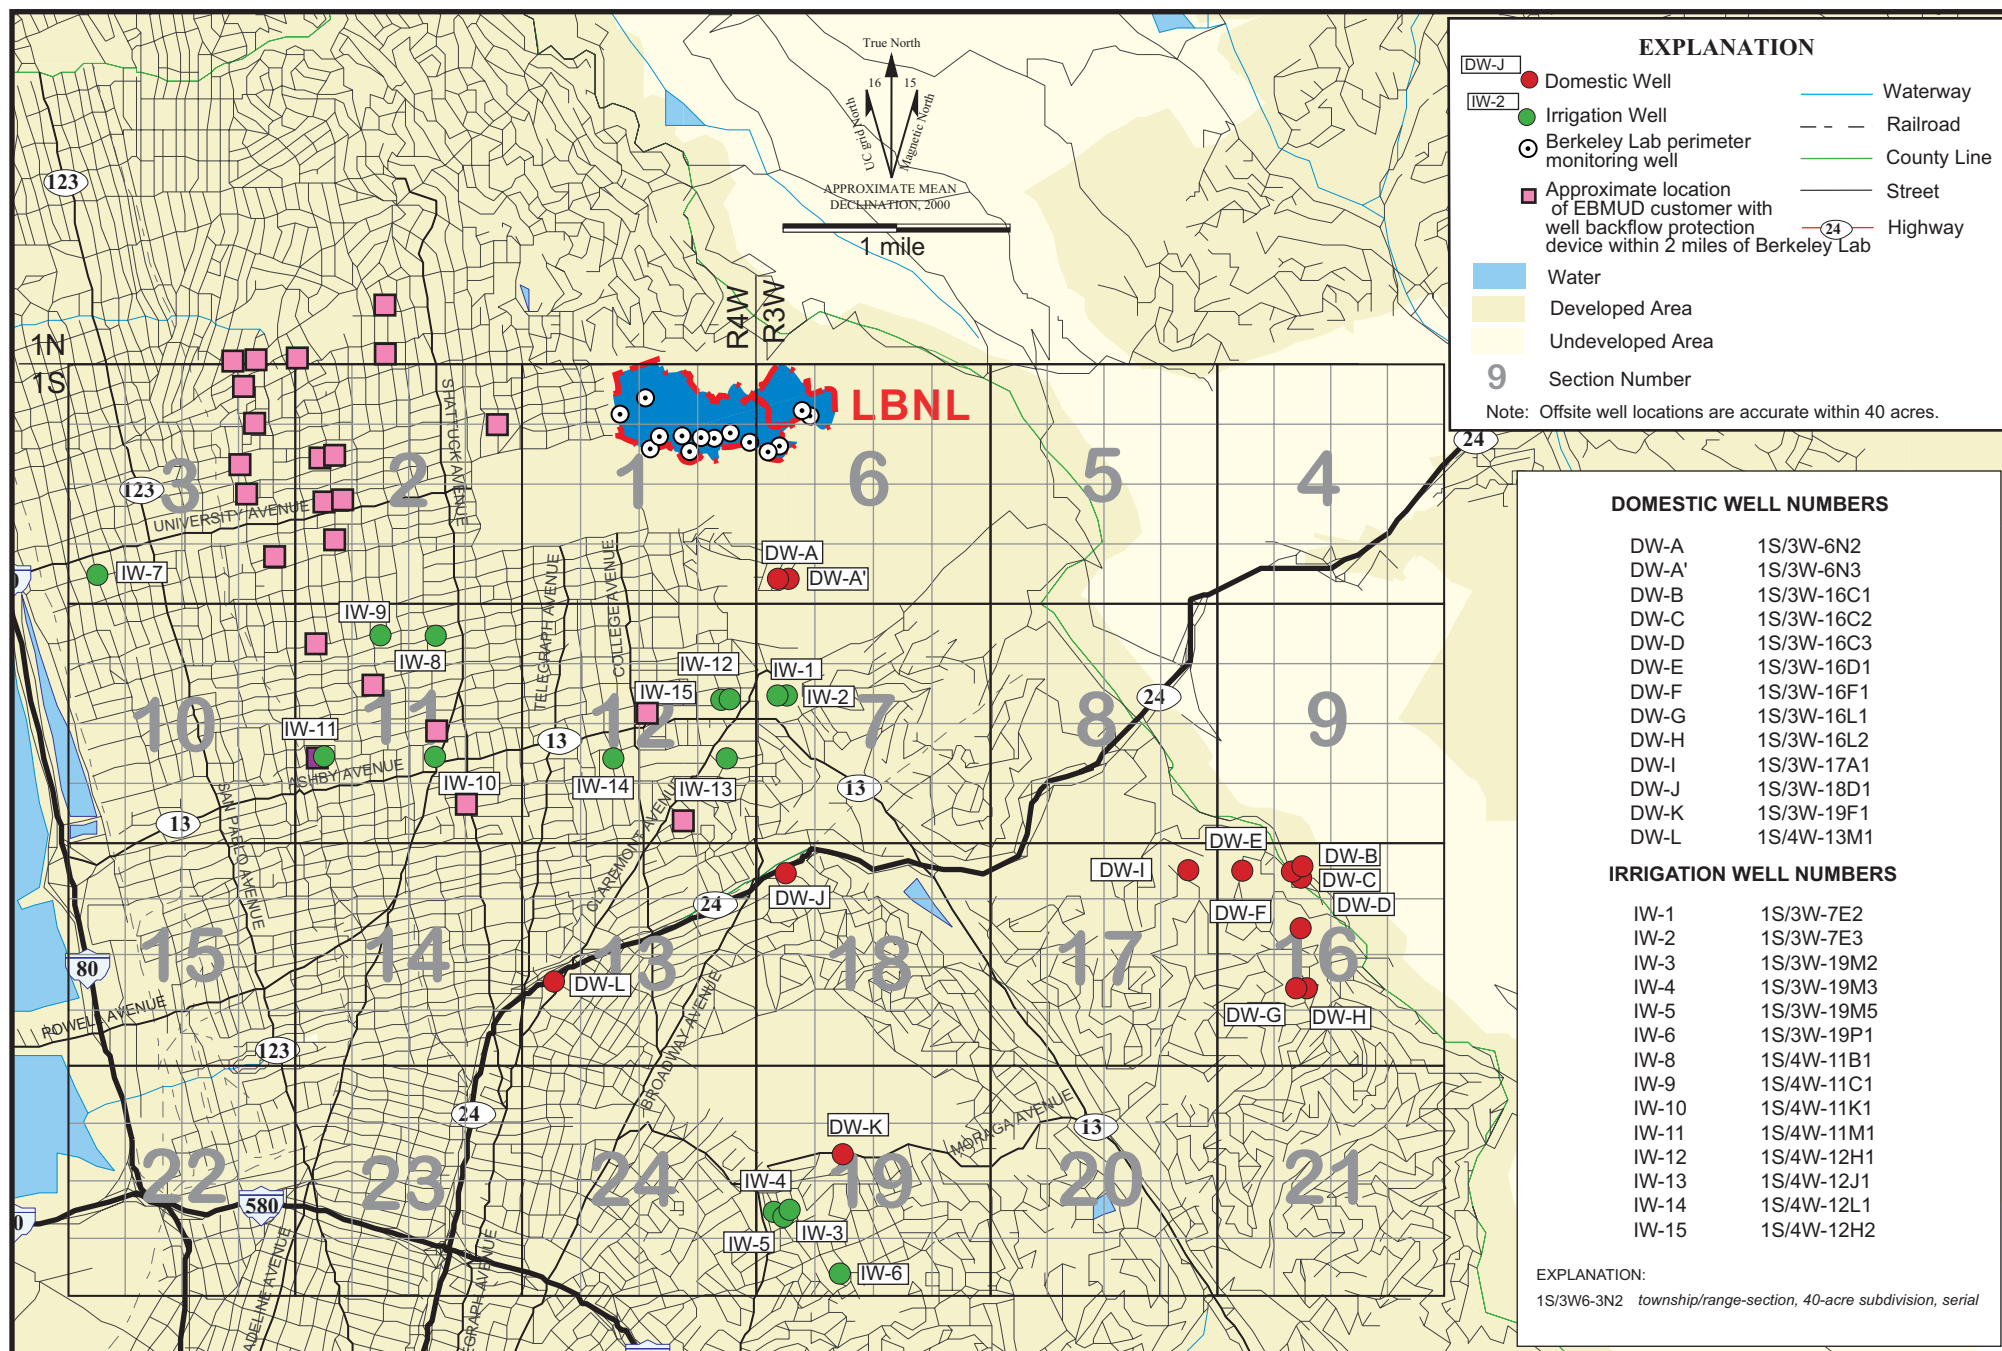 True North
16 15
UC grid North
Magnetic North
APPROXIMATE MEAN
DECLINATION, 2000
1 mile
EXPLANATION
DW-J
Domestic Well
IW-2
Irrigation Well
Berkeley Lab perimeter
monitoring well
Approximate location
of EBMUD customer with
well backflow protection
device within 2 miles of Berkeley Lab
Waterway
Railroad
County Line
Street
24
Highway
Water
Developed Area
Undeveloped Area
9
Section Number
Note: Offsite well locations are accurate within 40 acres.
123
R4W
R3W
1N
1S
LBNL
24
SHATTUCK AVENUE
123
3
2
1
6
5
4
UNIVERSITY AVENUE
IW-7
DW-A
DW-A'
TELEGRAPH AVENUE
COLLEGE AVENUE
IW-9
IW-8
IW-12
IW-1
IW-15
IW-2
24
10
11
12
7
8
9
IW-11
13
ASHBY AVENUE
IW-10
IW-14
IW-13
13
13
SAN PABLO AVENUE
CLAREMONT AVENUE
DW-I
DW-E
DW-B
DW-C
DW-J
DW-F
DW-D
24
15
14
13
18
17
16
80
DW-L
DW-G
DW-H
POWELL AVENUE
BROADWAY AVENUE
123
24
DW-K
MORAGA AVENUE
13
22
23
24
19
20
21
IW-4
580
IW-3
IW-5
IW-6
0
ADELINE AVENUE
EGRAPH AVENUE
DOMESTIC WELL NUMBERS
DW-A 1S/3W-6N2
DW-A' 1S/3W-6N3
DW-B 1S/3W-16C1
DW-C 1S/3W-16C2
DW-D 1S/3W-16C3
DW-E 1S/3W-16D1
DW-F 1S/3W-16F1
DW-G 1S/3W-16L1
DW-H 1S/3W-16L2
DW-I 1S/3W-17A1
DW-J 1S/3W-18D1
DW-K 1S/3W-19F1
DW-L 1S/4W-13M1
IRRIGATION WELL NUMBERS
IW-1 1S/3W-7E2
IW-2 1S/3W-7E3
IW-3 1S/3W-19M2
IW-4 1S/3W-19M3
IW-5 1S/3W-19M5
IW-6 1S/3W-19P1
IW-8 1S/4W-11B1
IW-9 1S/4W-11C1
IW-10 1S/4W-11K1
IW-11 1S/4W-11M1
IW-12 1S/4W-12H1
IW-13 1S/4W-12J1
IW-14 1S/4W-12L1
IW-15 1S/4W-12H2
EXPLANATION:
1S/3W6-3N2 township/range-section, 40-acre subdivision, serial